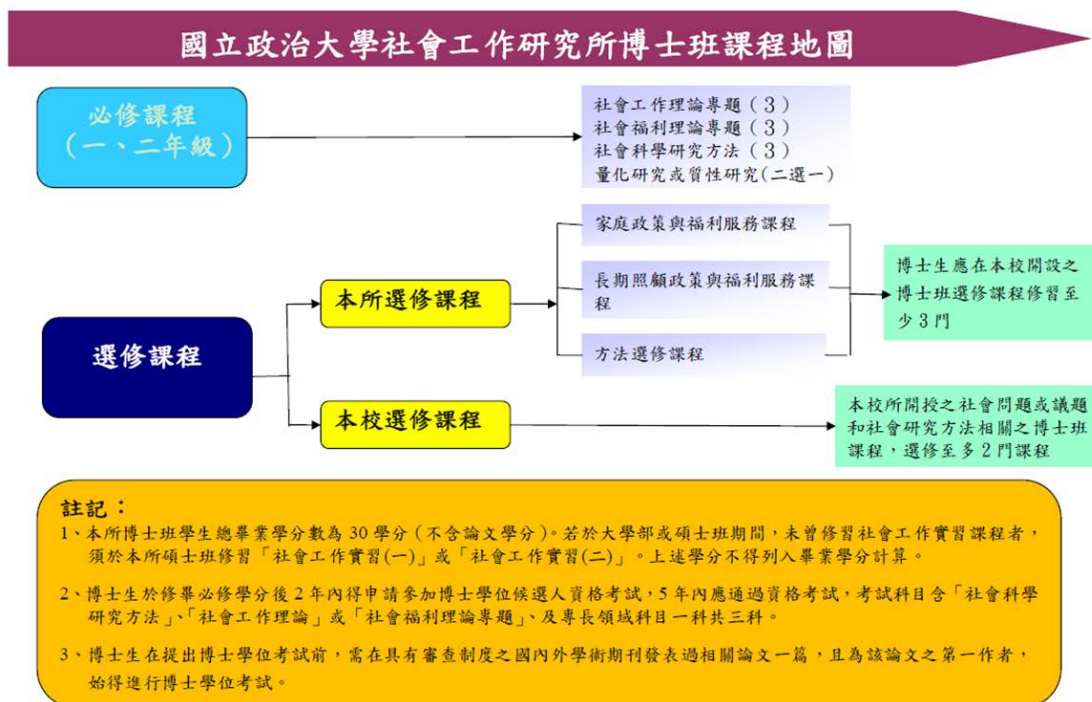 國立政治大學社會工作研究所博士班課程地圖
必修課程
(一、二年級)
社會工作理論專題(3)
社會福利理論專題(3)
社會科學研究方法(3)
量化研究或質性研究(二選一)
選修課程
本所選修課程
家庭政策與福利服務課程
長期照顧政策與福利服務課
程
方法選修課程
博士生應在本校開設之
博士班選修課程修習至
少3門
本校選修課程
本校所開授之社會問題或議題
和社會研究方法相關之博士班
課程,選修至多2門課程
註記:
1、本所博士班學生總畢業學分數為 30 學分(不含論文學分)。若於大學部或碩士班期間,未曾修習社會工作實習課程者,
須於本所碩士班修習「社會工作實習(一)」或「社會工作實習(二)」。上述學分不得列入畢業學分計算。
2、博士生於修畢必修學分後 2 年內得申請參加博士學位候選人資格考試,5 年內應通過資格考試,考試科目含「社會科學
研究方法」、「社會工作理論」或「社會福利理論專題」、及專長領域科目一科共三科。
3、博士生在提出博士學位考試前,需在具有審查制度之國內外學術期刊發表過相關論文一篇,且為該論文之第一作者,
始得進行博士學位考試。